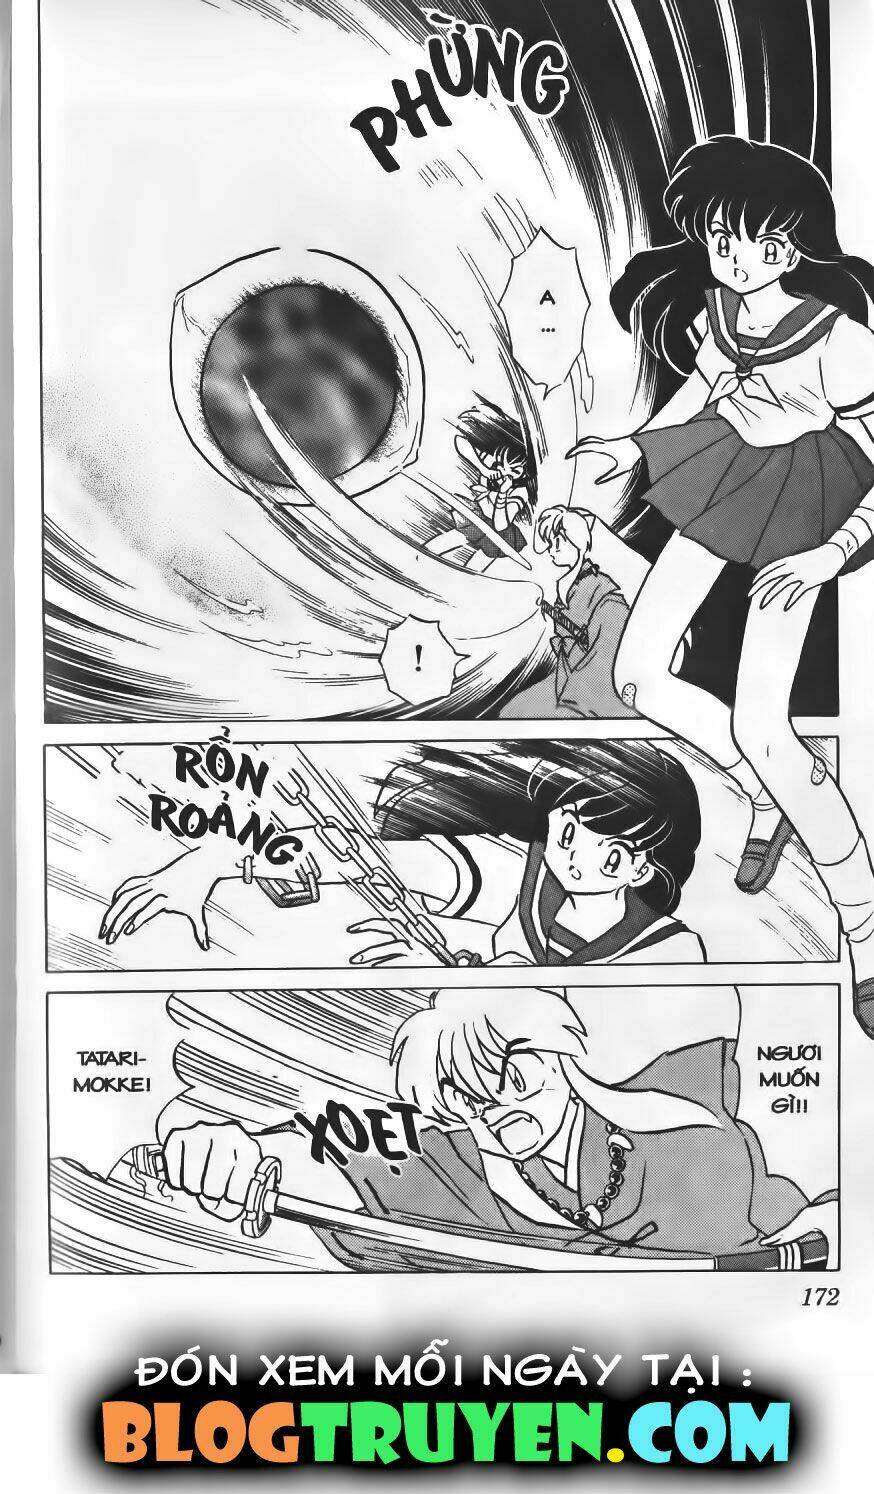 PHỪNG
A
...
!
RỔN
ROẢNG
TATARI-
MOKKE!
NGƯƠI
MUỐN
GÌ!!
XOẸT
172
ĐÓN XEM MỖI NGÀY TẠI :
BLOGTRUYEN.COM